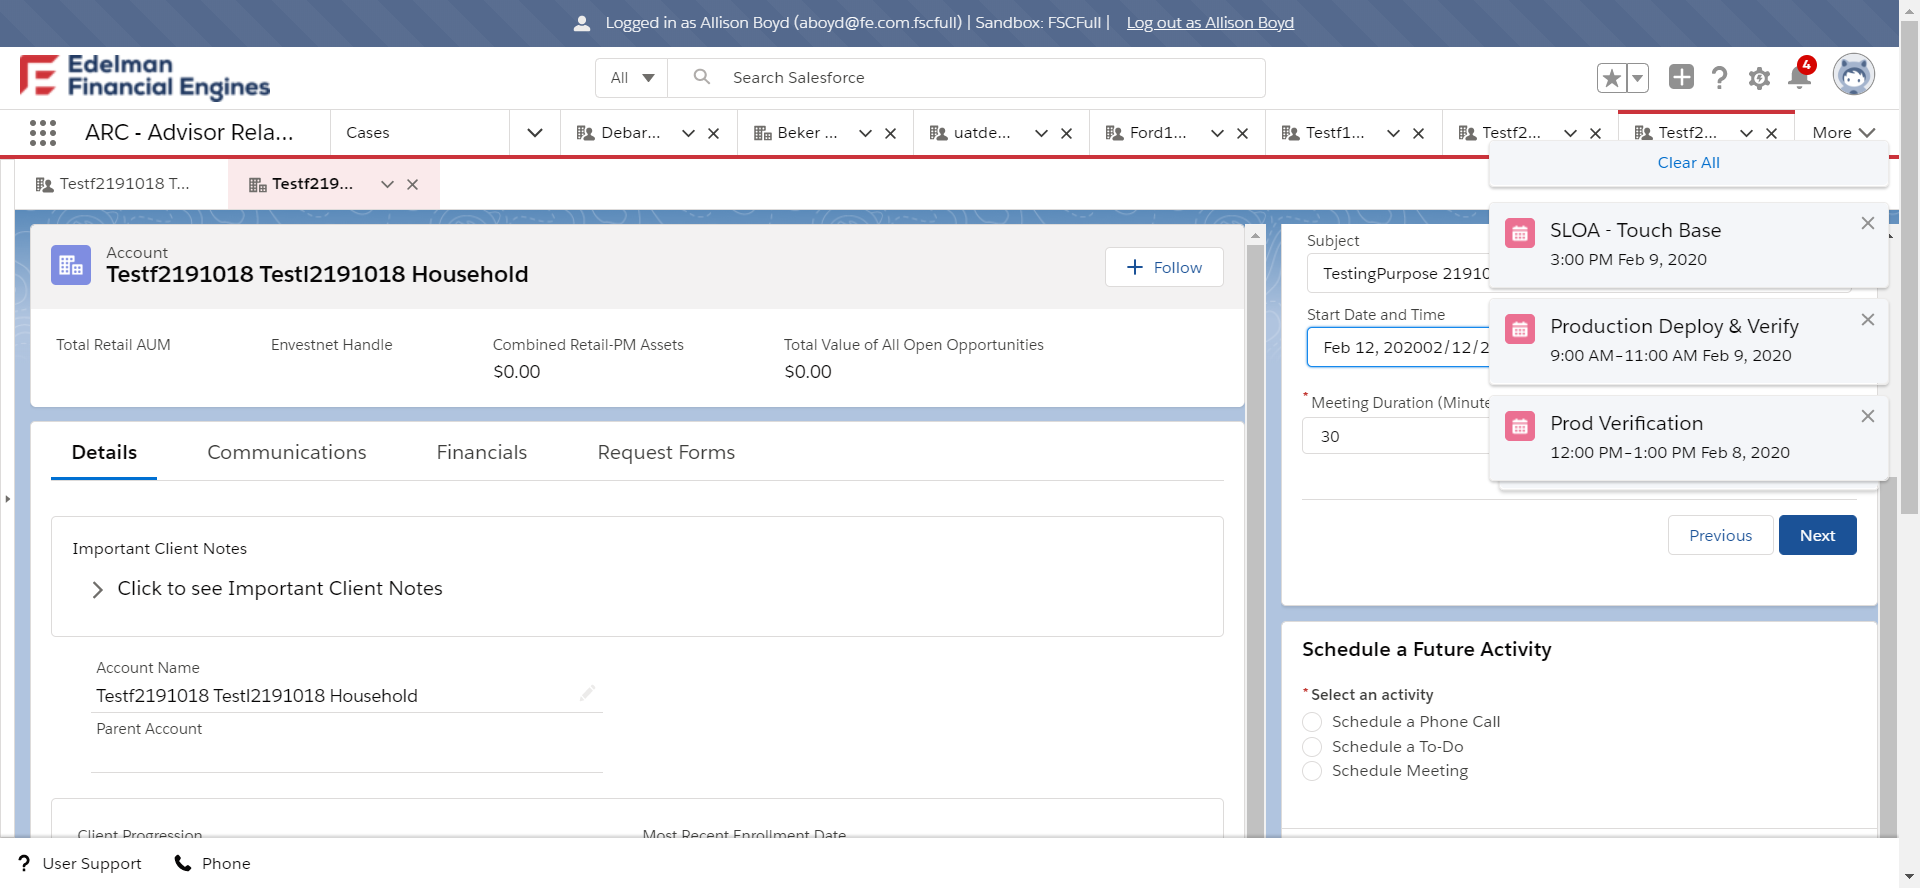 Logged in as Allison Boyd (aboyd@fe.com.fscfull) | Sandbox: FSCFull | Log out as Allison Boyd
Edelman
Financial Engines
All
Search Salesforce
4
ARC - Advisor Rela...
Cases
Debar...
Beker ...
uatde...
Ford1...
Testf1...
Testf2...
Testf2...
More
Clear All
Testf2191018 T...
Testf219...
Account
Testf2191018 Testl2191018 Household
Follow
Total Retail AUM
Envestnet Handle
Combined Retail-PM Assets
$0.00
Total Value of All Open Opportunities
$0.00
Details
Communications
Financials
Request Forms
Important Client Notes
Click to see Important Client Notes
Account Name
Testf2191018 Testl2191018 Household
Parent Account
Client Progression
Most Recent Enrollment Date
Subject
TestingPurpose 2191
Start Date and Time
Feb 12, 202002/12/2
*Meeting Duration (Minute
30
SLOA - Touch Base
3:00 PM Feb 9, 2020
Production Deploy & Verify
9:00 AM–11:00 AM Feb 9, 2020
Prod Verification
12:00 PM–1:00 PM Feb 8, 2020
Previous
Next
Schedule a Future Activity
*Select an activity
Schedule a Phone Call
Schedule a To-Do
Schedule Meeting
? User Support
Phone